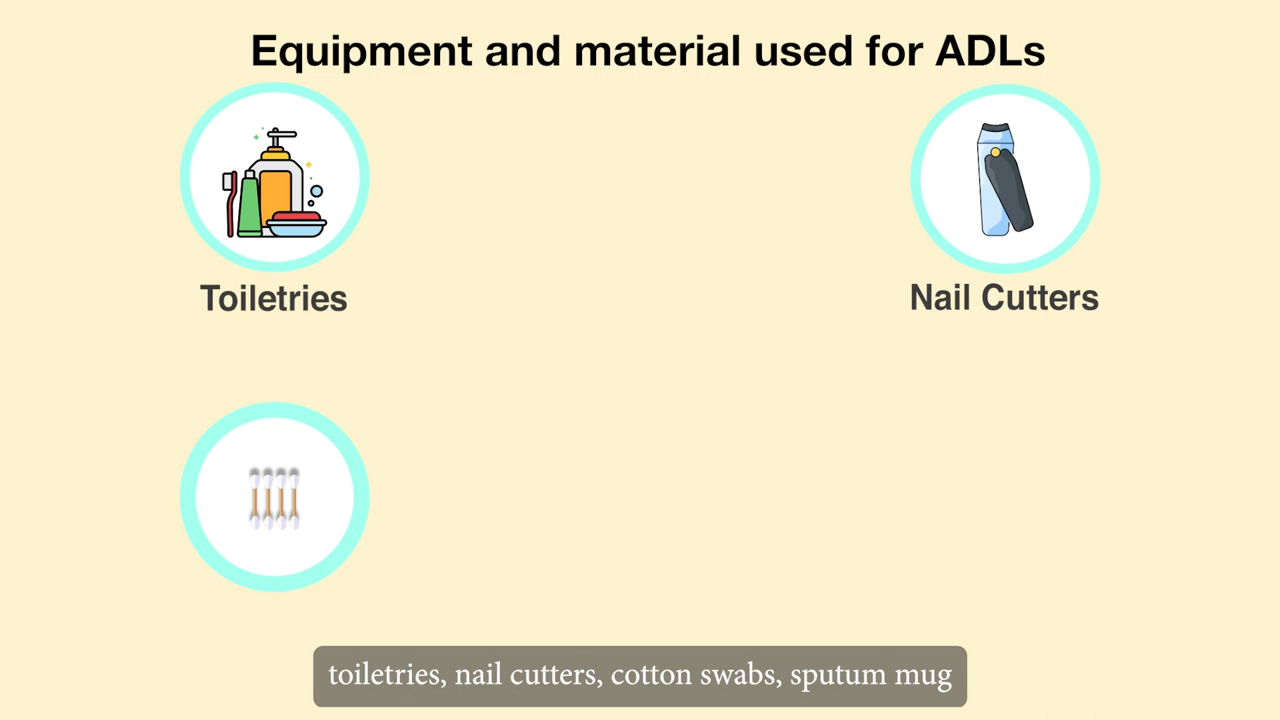 Equipment and material used for ADLs
Toiletries
Nail Cutters
toiletries, nail cutters, cotton swabs, sputum mug